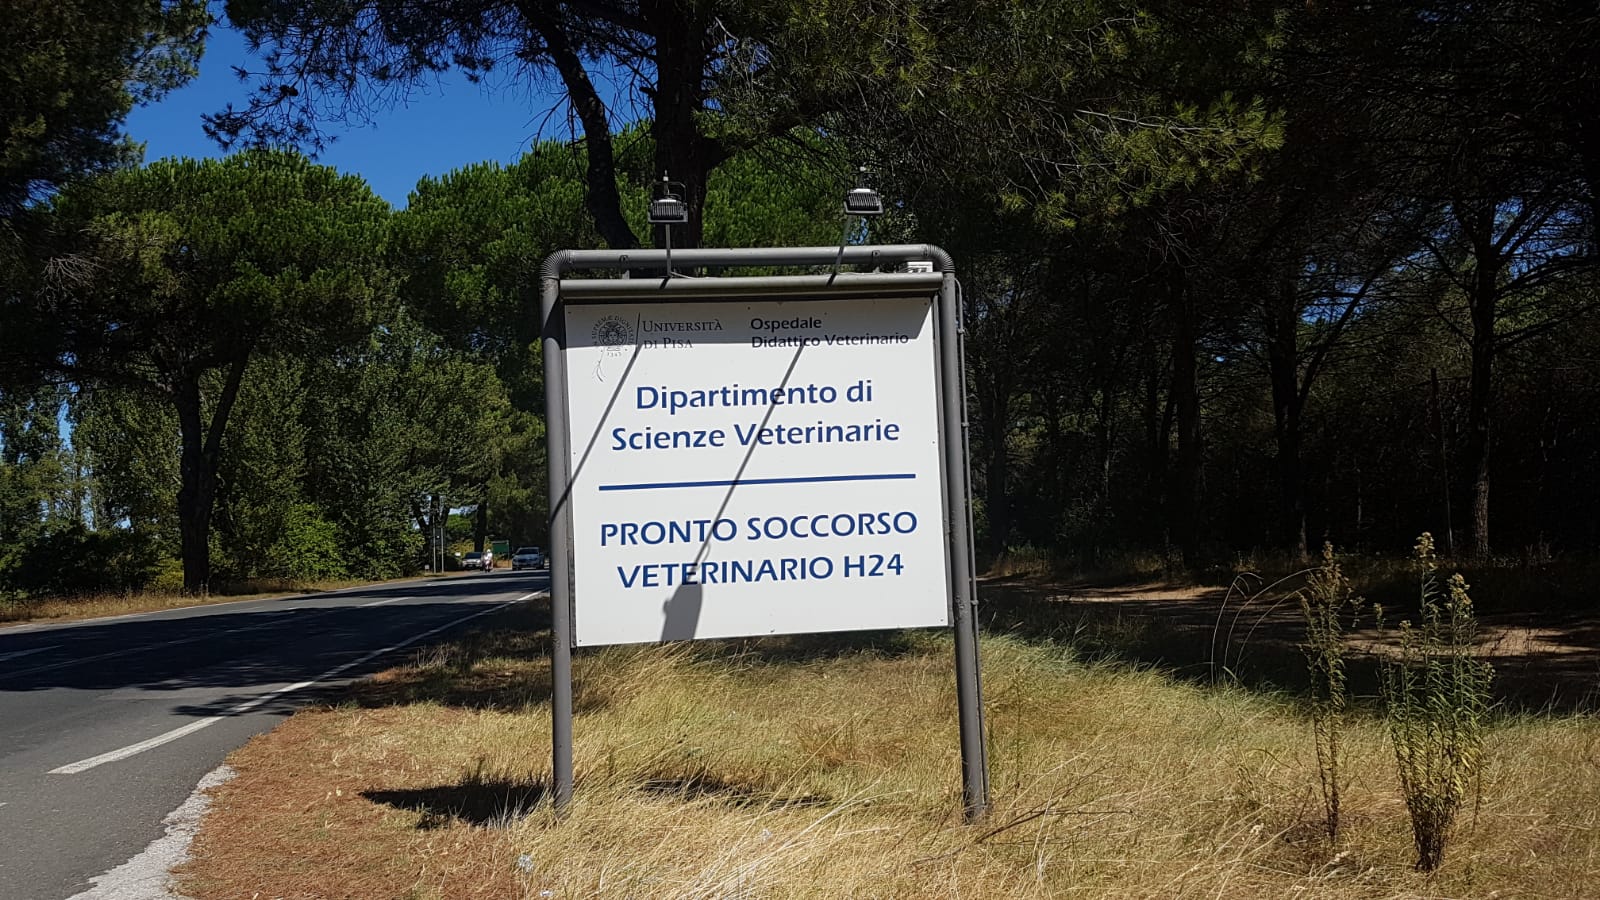 Università
di Pisa
Ospedale
Didattico Veterinario
Dipartimento di
Scienze Veterinarie
PRONTO SOCCORSO
VETERINARIO H24